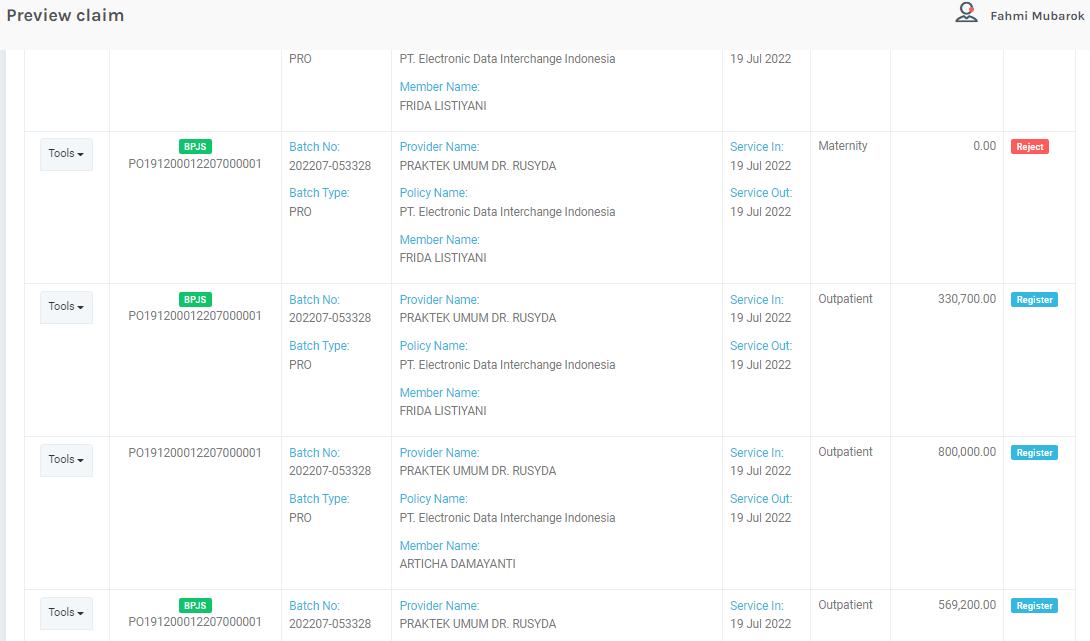 Preview claim
Fahmi Mubarok
PRO
PT. Electronic Data Interchange Indonesia
19 Jul 2022
Member Name:
FRIDA LISTIYANI
Tools
BPJS
PO191200012207000001
Batch No:
202207-053328
Batch Type:
PRO
Provider Name:
PRAKTEK UMUM DR. RUSYDA
Policy Name:
PT. Electronic Data Interchange Indonesia
Member Name:
FRIDA LISTIYANI
Service In:
19 Jul 2022
Service Out:
19 Jul 2022
Maternity
0.00
Reject
Tools
BPJS
PO191200012207000001
Batch No:
202207-053328
Batch Type:
PRO
Provider Name:
PRAKTEK UMUM DR. RUSYDA
Policy Name:
PT. Electronic Data Interchange Indonesia
Member Name:
FRIDA LISTIYANI
Service In:
19 Jul 2022
Service Out:
19 Jul 2022
Outpatient
330,700.00
Register
Tools
PO191200012207000001
Batch No:
202207-053328
Batch Type:
PRO
Provider Name:
PRAKTEK UMUM DR. RUSYDA
Policy Name:
PT. Electronic Data Interchange Indonesia
Member Name:
ARTICHA DAMAYANTI
Service In:
19 Jul 2022
Service Out:
19 Jul 2022
Outpatient
800,000.00
Register
Tools
BPJS
PO191200012207000001
Batch No:
202207-053328
Provider Name:
PRAKTEK UMUM DR. RUSYDA
Service In:
19 Jul 2022
Outpatient
569,200.00
Register